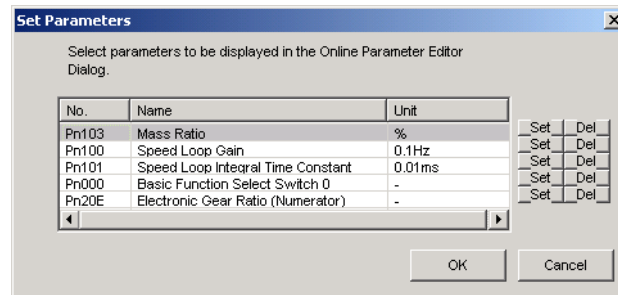 Set Parameters
Select parameters to be displayed in the Online Parameter Editor
Dialog.
No. Name Unit
Pn103 Mass Ratio % Set Del
Pn100 Speed Loop Gain 0.1Hz Set Del
Pn101 Speed Loop Integral Time Constant 0.01ms Set Del
Pn000 Basic Function Select Switch 0 - Set Del
Pn20E Electronic Gear Ratio (Numerator) - Set Del
OK Cancel